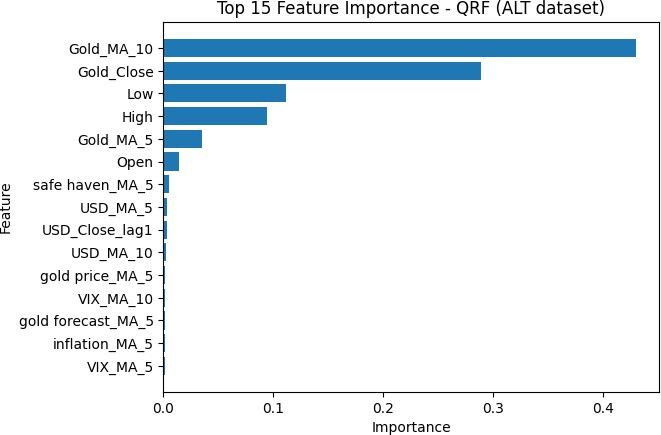 Top 15 Feature Importance - QRF (ALT dataset)
Gold_MA_10
Gold_Close
Low
High
Gold_MA_5
Open
safe haven_MA_5
USD_MA_5
USD_Close_lag1
USD_MA_10
gold price_MA_5
VIX_MA_10
gold forecast_MA_5
inflation_MA_5
VIX_MA_5
Feature
0.0 0.1 0.2 0.3 0.4
Importance